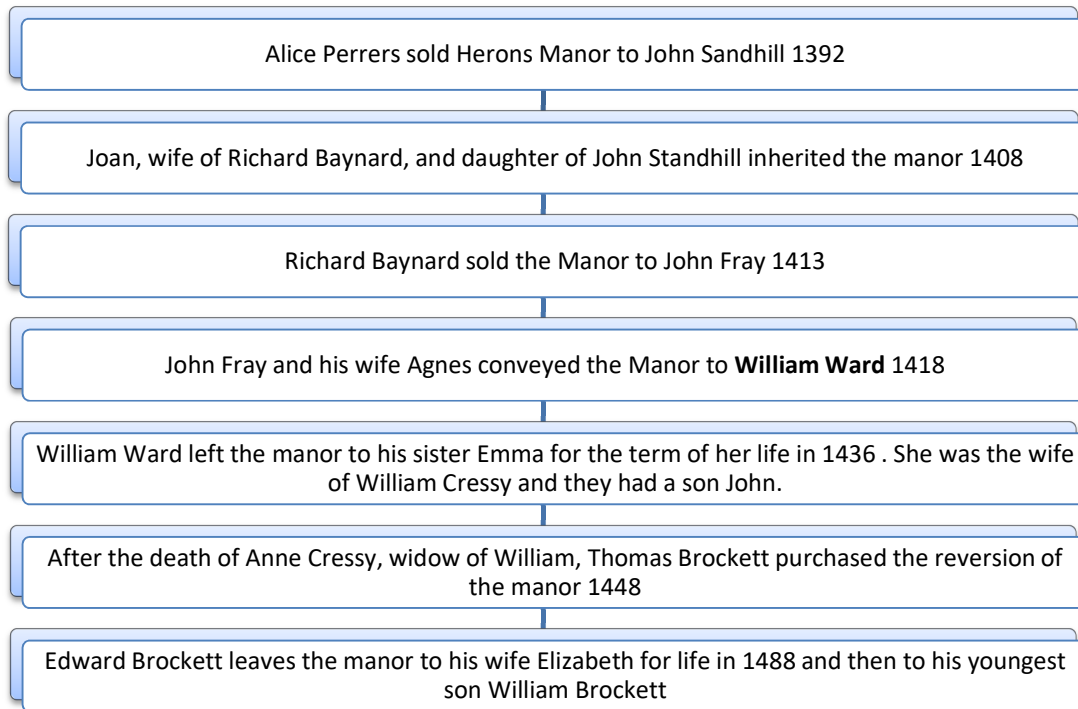 Alice Perrers sold Herons Manor to John Sandhill 1392
Joan, wife of Richard Baynard, and daughter of John Standhill inherited the manor 1408
Richard Baynard sold the Manor to John Fray 1413
John Fray and his wife Agnes conveyed the Manor to William Ward 1418
William Ward left the manor to his sister Emma for the term of her life in 1436 . She was the wife
of William Cressy and they had a son John.
After the death of Anne Cressy, widow of William, Thomas Brockett purchased the reversion of
the manor 1448
Edward Brockett leaves the manor to his wife Elizabeth for life in 1488 and then to his youngest
son William Brockett